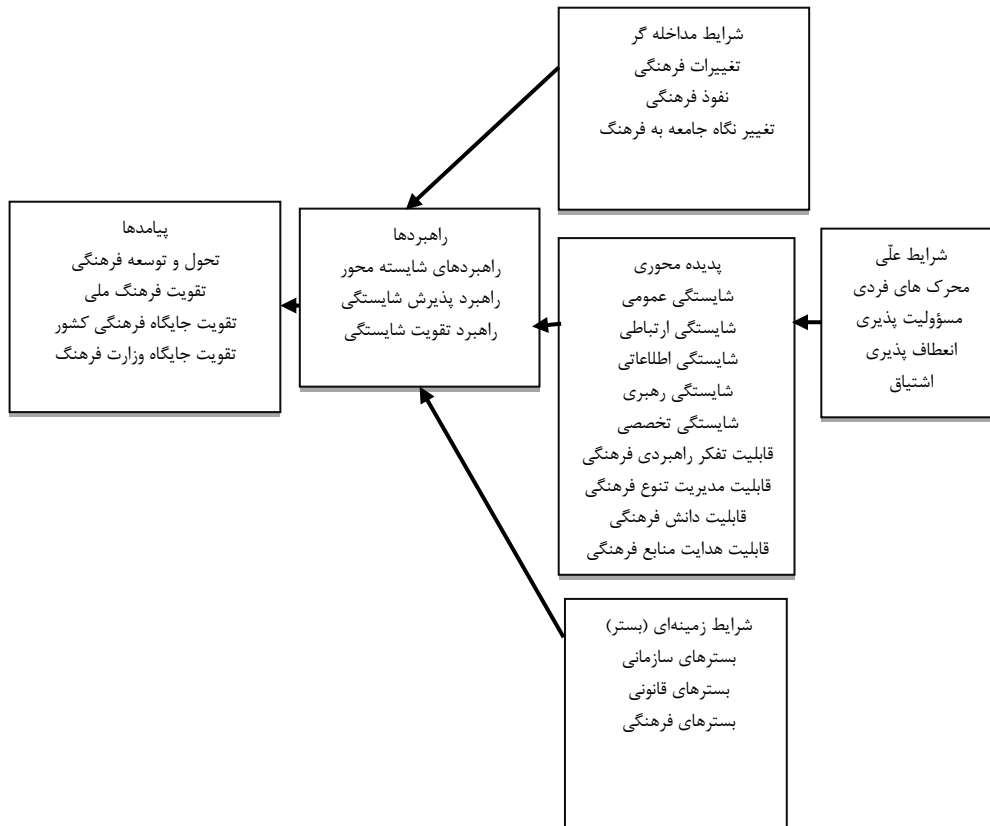 شرایط مداخله گر
تغییرات فرهنگی
نفوذ فرهنگی
تغییر نگاه جامعه به فرهنگ
شرایط علّی
محرک های فردی
مسؤولیت پذیری
انعطاف پذیری
اشتیاق
پدیده محوری
شایستگی عمومی
شایستگی ارتباطی
شایستگی اطلاعاتی
شایستگی رهبری
شایستگی تخصصی
قابلیت تفکر راهبردی فرهنگی
قابلیت مدیریت تنوع فرهنگی
قابلیت دانش فرهنگی
قابلیت هدایت منابع فرهنگی
راهبردها
راهبردهای شایسته محور
راهبرد پذیرش شایستگی
راهبرد تقویت شایستگی
پیامدها
تحول و توسعه فرهنگی
تقویت فرهنگ ملی
تقویت جایگاه فرهنگی کشور
تقویت جایگاه وزارت فرهنگ
شرایط زمینه‌ای (بستر)
بسترهای سازمانی
بسترهای قانونی
بسترهای فرهنگی